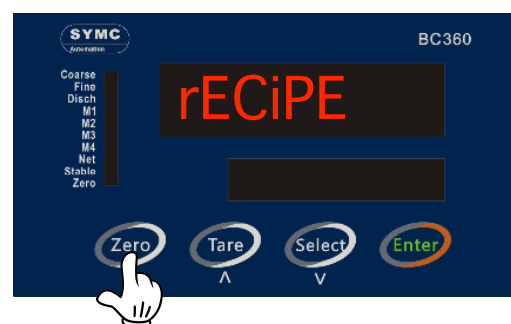 SYMC
Automation
BC360
Coarse
Fine
Disch
M1
M2
M3
M4
Net
Stable
Zero
rECiPE
Zero
Tare
Select
Enter
Λ
V